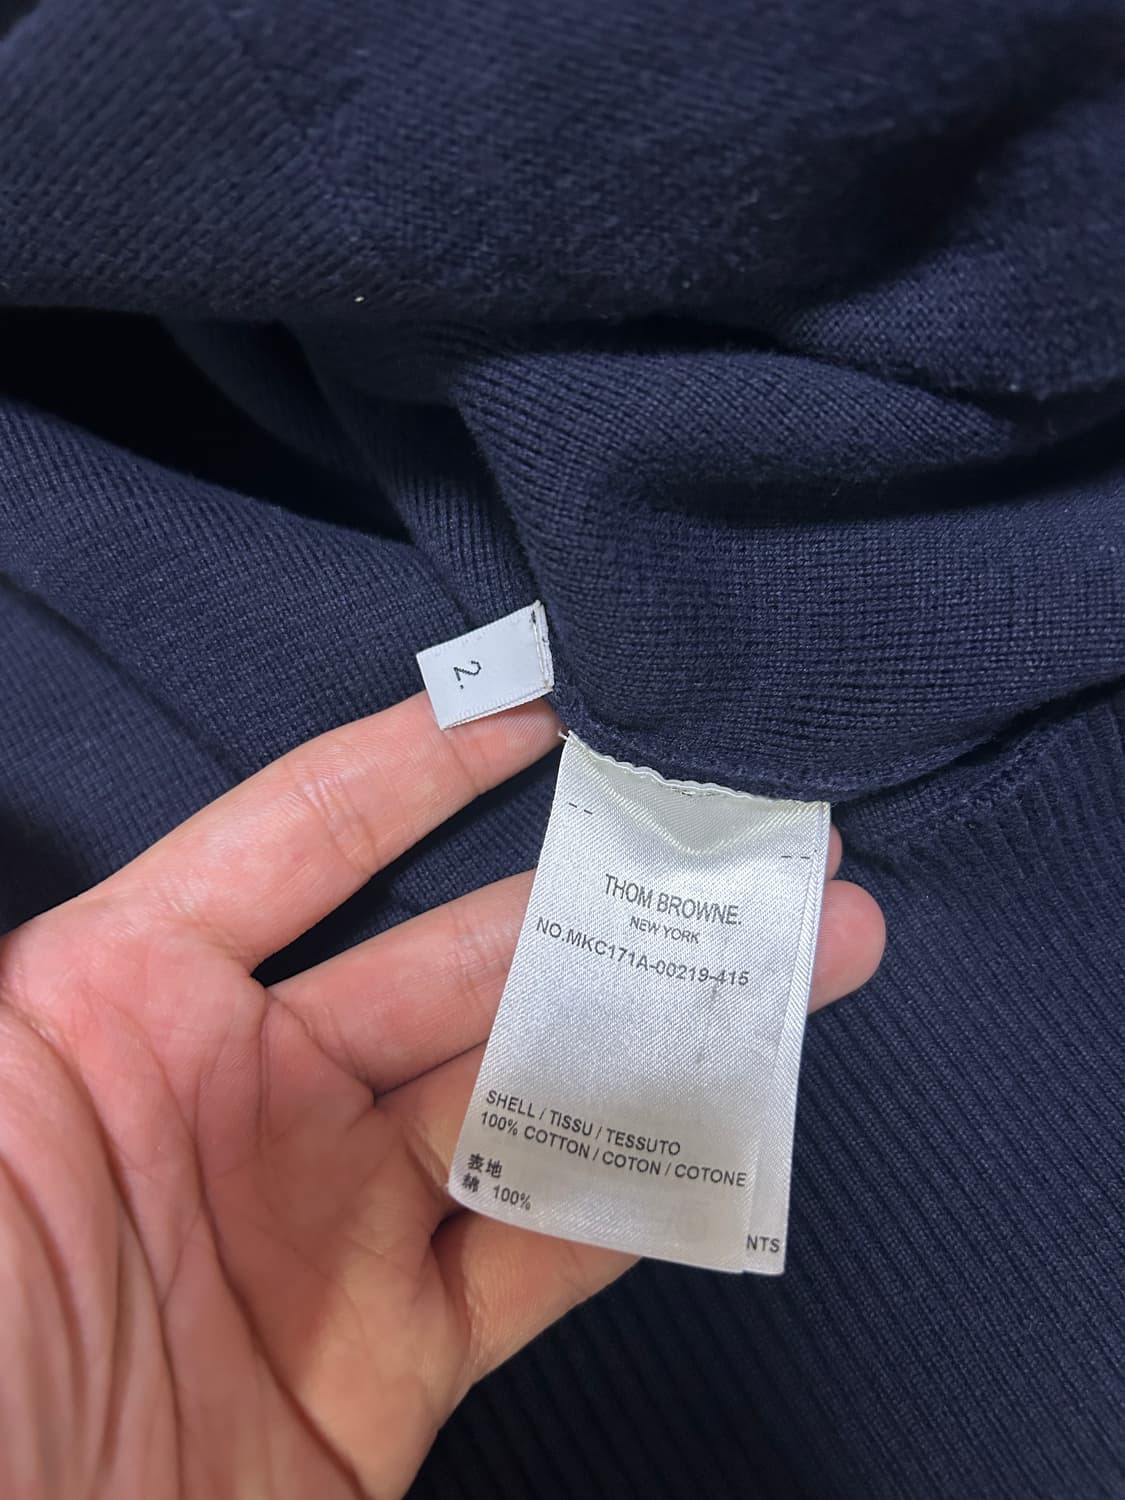 2.
THOM BROWNE.
NEW YORK
NO.MKC171A-00219-415
SHELL / TISSU / TESSUTO
100% COTTON / COTON / COTONE
表地
綿 100%
NTS